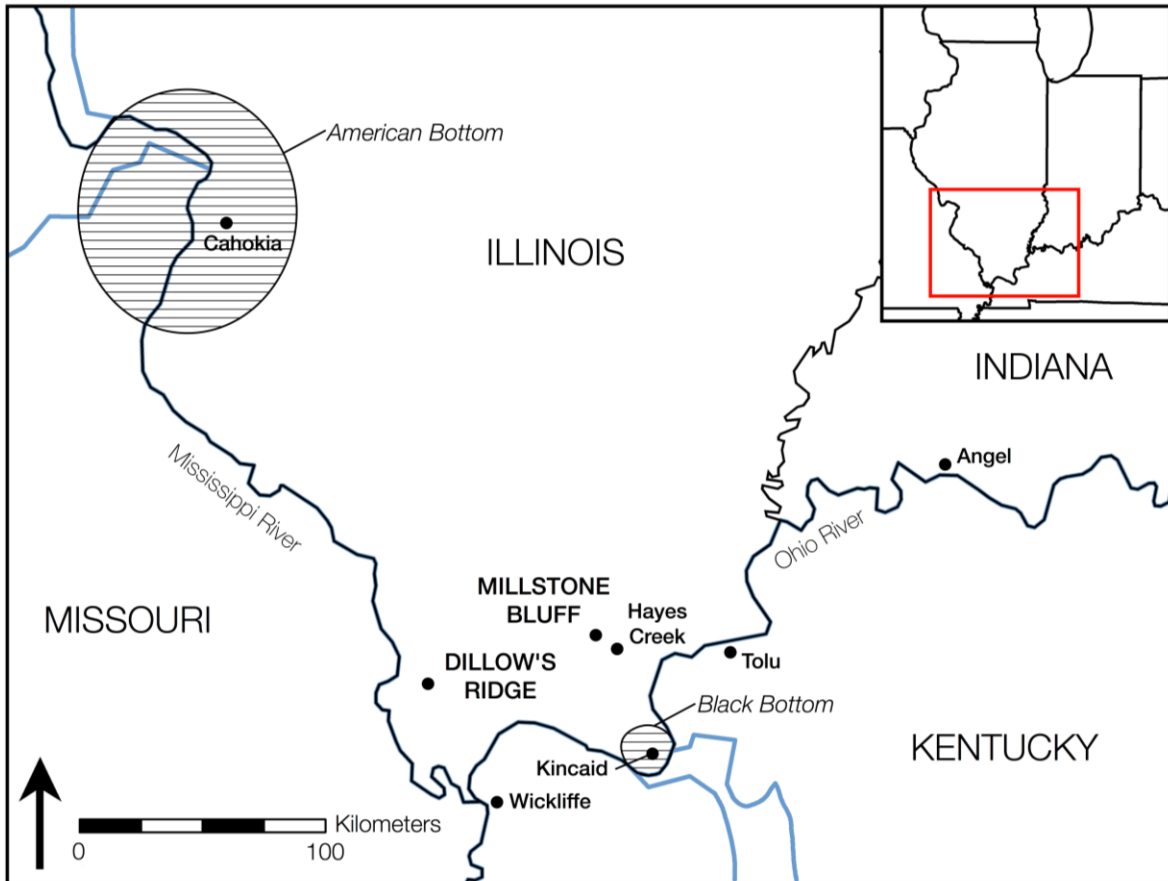 American Bottom
Cahokia
ILLINOIS
INDIANA
Mississippi River
Angel
Ohio River
MILLSTONE
BLUFF
Hayes
Creek
MISSOURI
DILLOW'S
RIDGE
Tolu
Black Bottom
KENTUCKY
Kincaid
Wickliffe
Kilometers
0
100